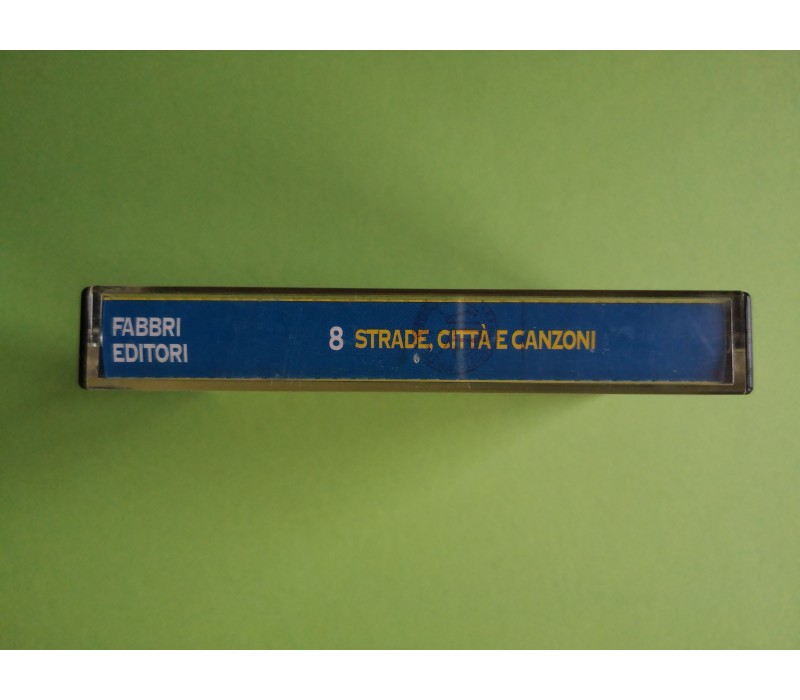 FABBRI
EDITORI
8 STRADE, CITTÀ E CANZONI